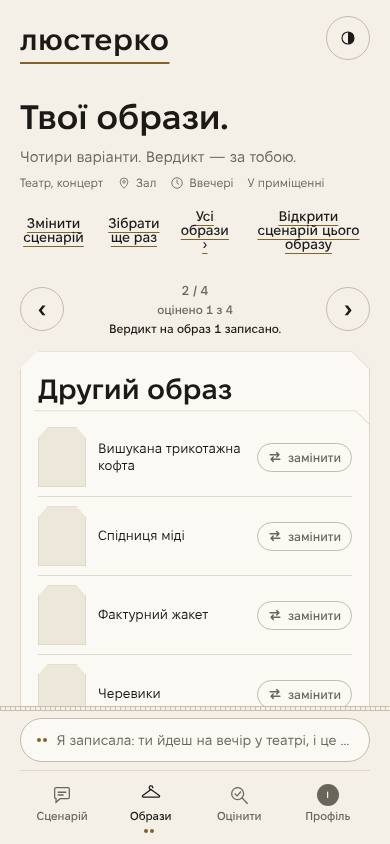 люстерко
Твої образи.
Чотири варіанти. Вердикт — за тобою.
Театр, концерт Зал Ввечері У приміщенні
Змінити
сценарій
Зібрати
ще раз
Усі
образи
›
Відкрити
сценарій цього
образу
‹
2 / 4
оцінено 1 з 4
Вердикт на образ 1 записано.
›
Другий образ
Вишукана трикотажна
кофта
замінити
Спідниця міді
замінити
Фактурний жакет
замінити
Черевики
замінити
Я записала: ти йдеш на вечір у театрі, і це ...
Сценарій
Образи
Оцінити
І
Профіль